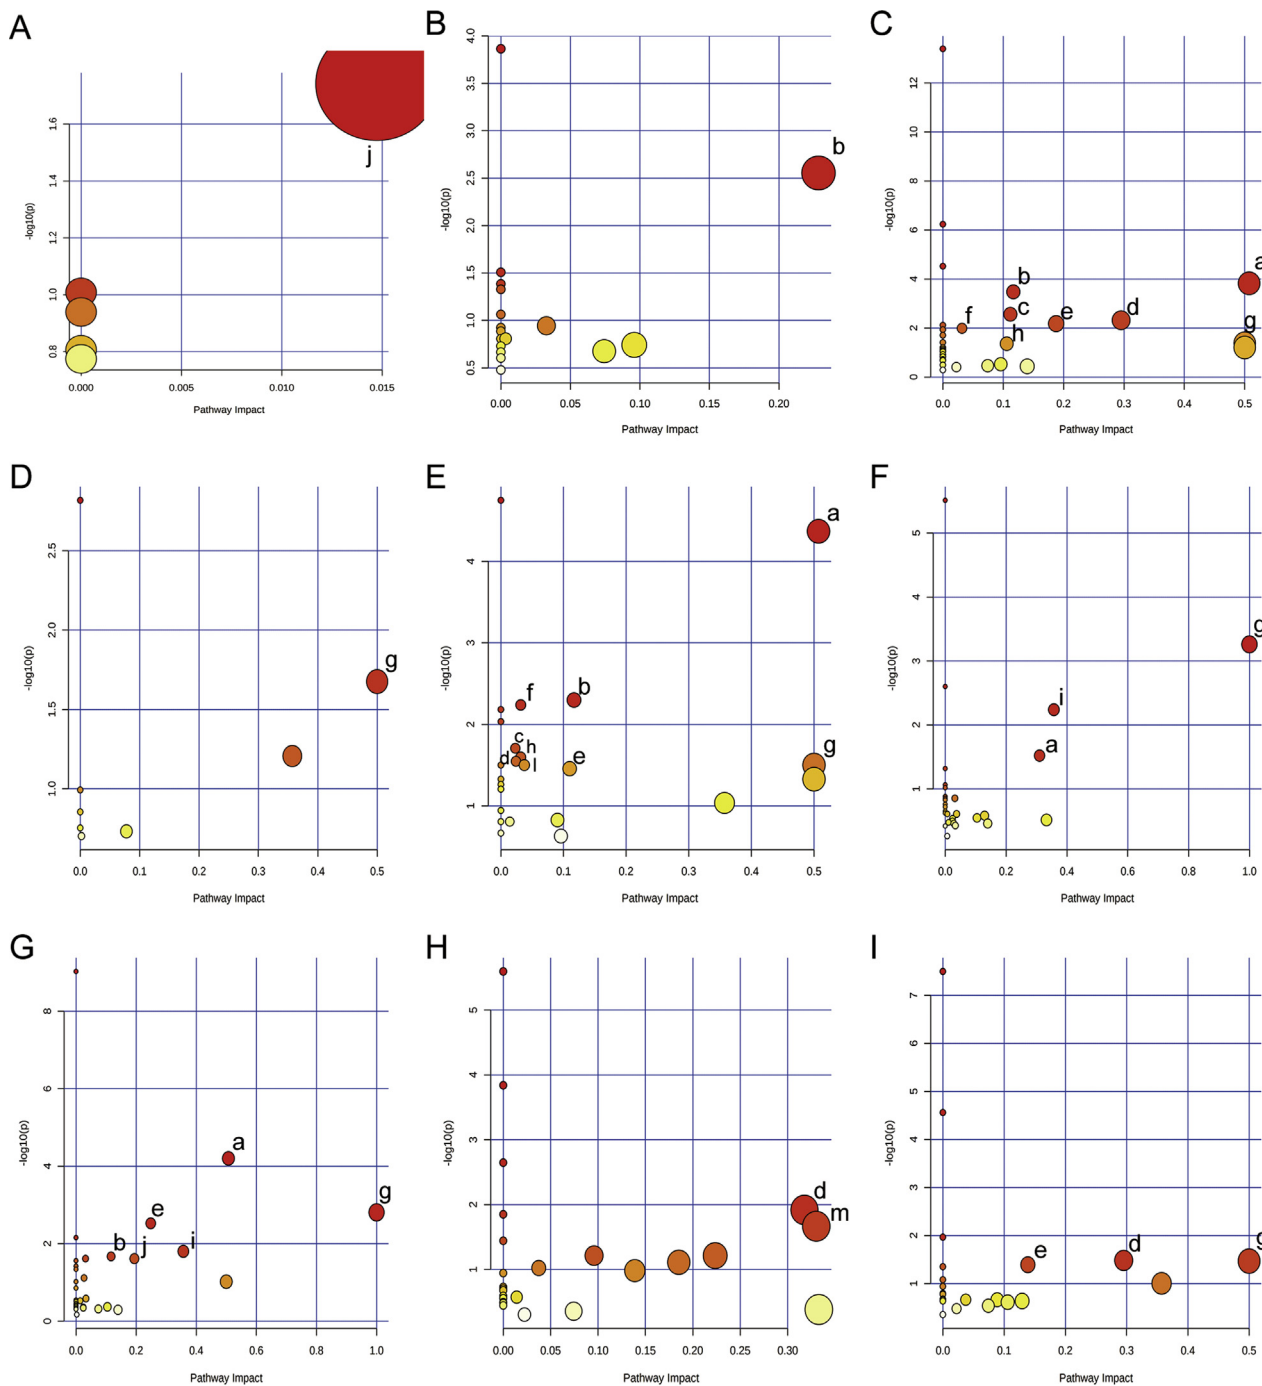 A
-log10(p)
1.6
1.4
1.2
1.0
0.8
j
0.000
0.005
0.010
0.015
Pathway Impact
B
-log10(p)
4.0
3.5
3.0
2.5
2.0
1.5
1.0
0.5
b
0.00
0.05
0.10
0.15
0.20
Pathway Impact
C
-log10(p)
12
10
8
6
4
2
0
a
b
c
d
e
f
g
h
0.0
0.1
0.2
0.3
0.4
0.5
Pathway Impact
D
-log10(p)
2.5
2.0
1.5
1.0
g
0.0
0.1
0.2
0.3
0.4
0.5
Pathway Impact
E
-log10(p)
4
3
2
1
a
f
b
c
h
d
l
e
g
0.0
0.1
0.2
0.3
0.4
0.5
Pathway Impact
F
-log10(p)
5
4
3
2
1
g
i
a
0.0
0.2
0.4
0.6
0.8
1.0
Pathway Impact
G
-log10(p)
8
6
4
2
0
a
g
e
b
j
i
0.0
0.2
0.4
0.6
0.8
1.0
Pathway Impact
H
-log10(p)
5
4
3
2
1
d
m
0.00
0.05
0.10
0.15
0.20
0.25
0.30
Pathway Impact
I
-log10(p)
7
6
5
4
3
2
1
e
d
g
0.0
0.1
0.2
0.3
0.4
0.5
Pathway Impact